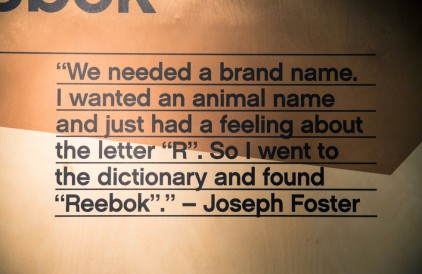 ebok
“We needed a brand name.
I wanted an animal name
and just had a feeling about
the letter “R”. So I went to
the dictionary and found
“Reebok”.” – Joseph Foster